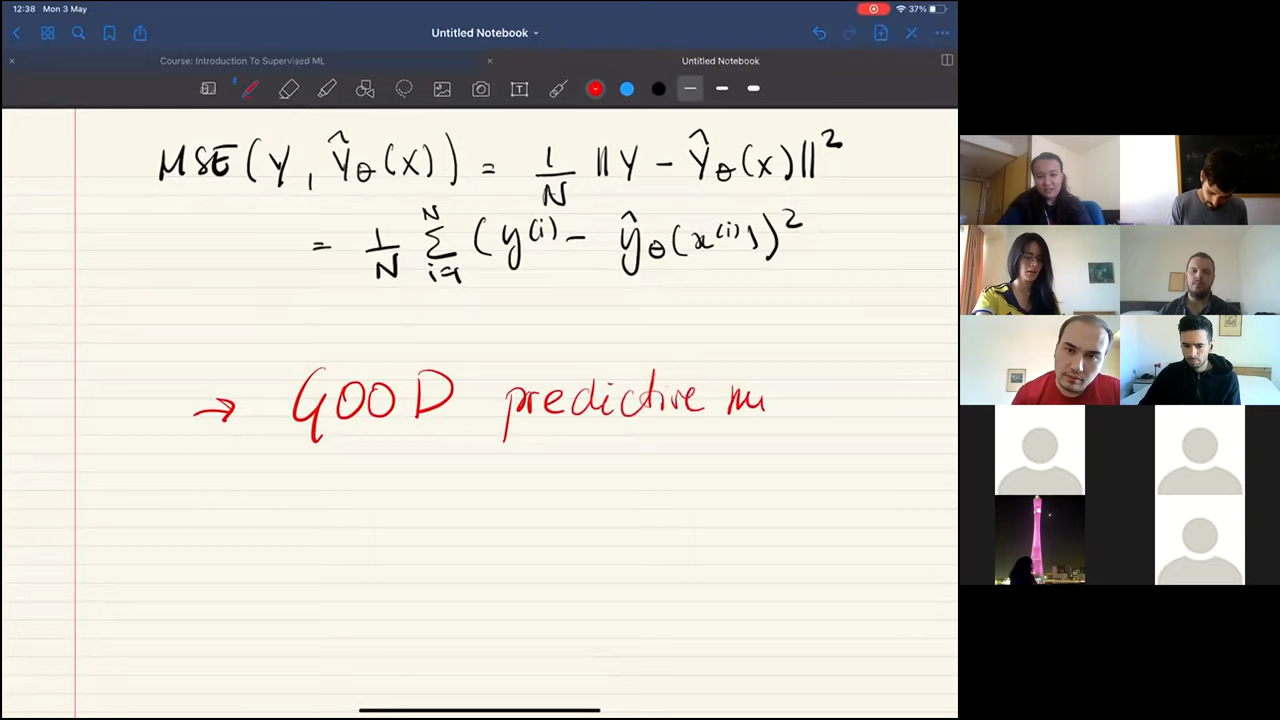 12:38 Mon 3 May
37%
Untitled Notebook
Course: Introduction To Supervised ML
Untitled Notebook
MSE(Y, Ŷθ(X)) = 1/N ||Y - Ŷθ(X)||²
= 1/N Σ i=1 N (y⁽ⁱ⁾ - ŷθ(x⁽ⁱ⁾))²
→ GOOD predictive m